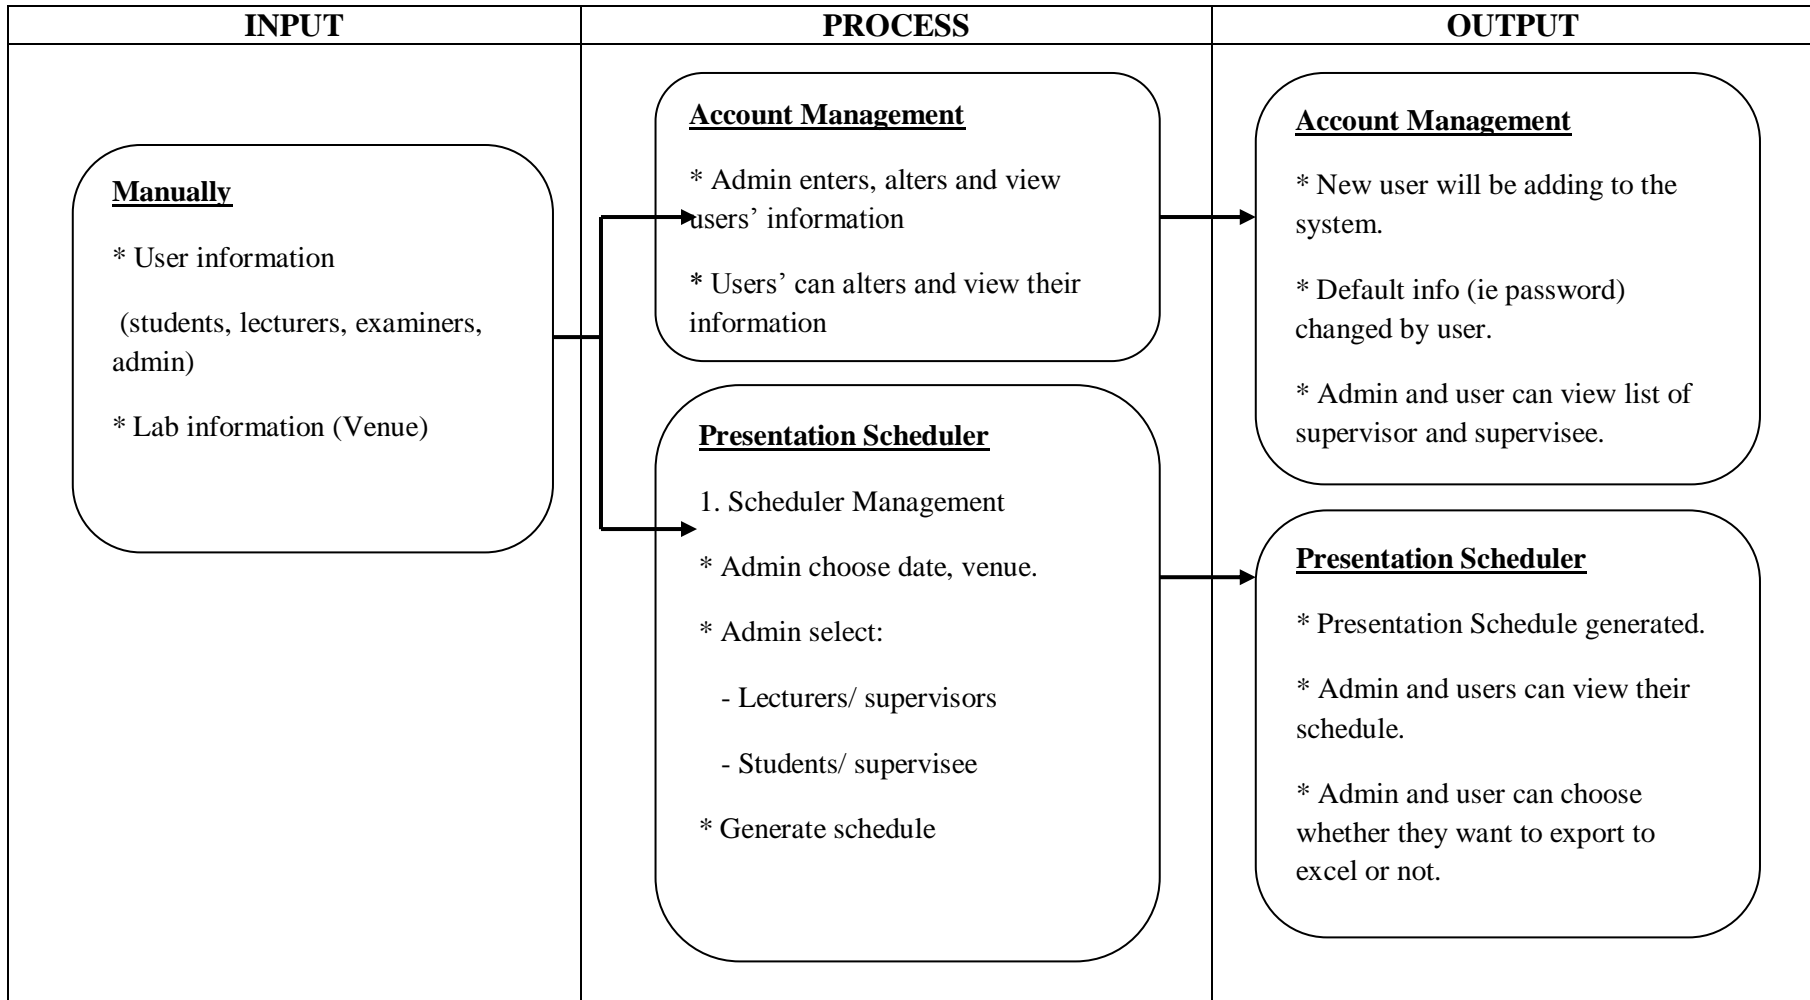 INPUT
PROCESS
OUTPUT
Manually
* User information
(students, lecturers, examiners,
admin)
* Lab information (Venue)
Account Management
* Admin enters, alters and view
users’ information
* Users’ can alters and view their
information
Presentation Scheduler
1. Scheduler Management
* Admin choose date, venue.
* Admin select:
- Lecturers/ supervisors
- Students/ supervisee
* Generate schedule
Account Management
* New user will be adding to the
system.
* Default info (ie password)
changed by user.
* Admin and user can view list of
supervisor and supervisee.
Presentation Scheduler
* Presentation Schedule generated.
* Admin and users can view their
schedule.
* Admin and user can choose
whether they want to export to
excel or not.